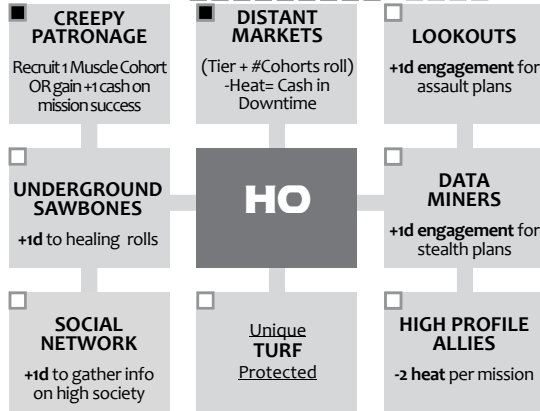 CREEPY
PATRONAGE
Recruit 1 Muscle Cohort
OR gain +1 cash on
mission success
DISTANT
MARKETS
(Tier + #Cohorts roll)
-Heat= Cash in
Downtime
LOOKOUTS
+1d engagement for
assault plans
UNDERGROUND
SAWBONES
+1d to healing rolls
HQ
DATA
MINERS
+1d engagement for
stealth plans
SOCIAL
NETWORK
+1d to gather info
on high society
Unique
TURF
Protected
HIGH PROFILE
ALLIES
-2 heat per mission